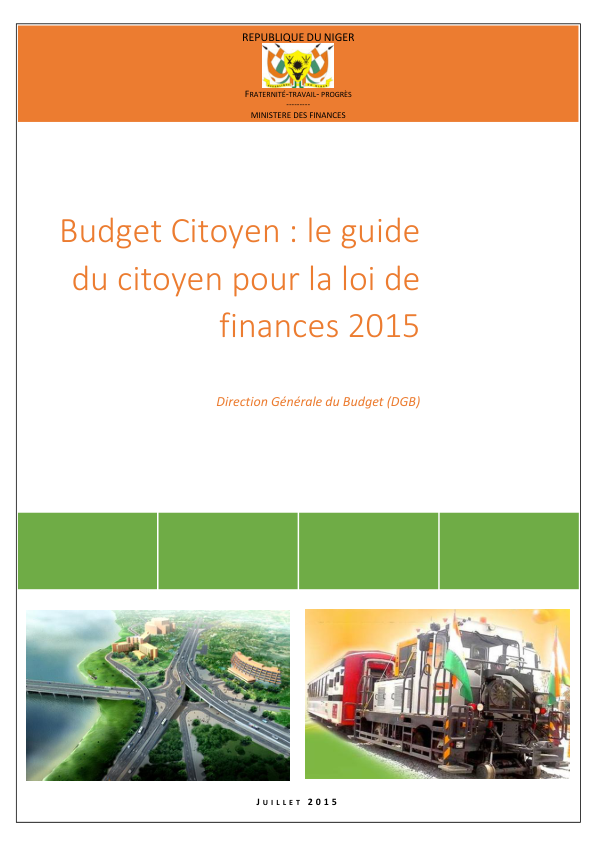 REPUBLIQUE DU NIGER
FRATERNITÉ-TRAVAIL- PROGRÈS
---------
MINISTERE DES FINANCES
Budget Citoyen : le guide
du citoyen pour la loi de
finances 2015
Direction Générale du Budget (DGB)
JUILLET 2015